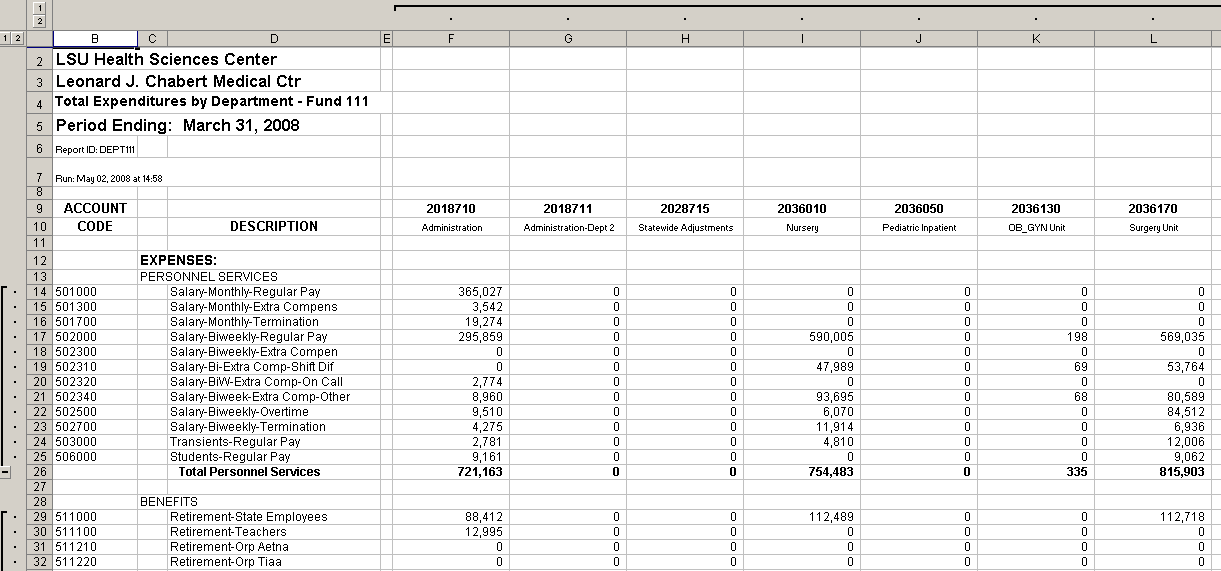 1
2
1 2 B C D E F G H I J K L
2 LSU Health Sciences Center
3 Leonard J. Chabert Medical Ctr
4 Total Expenditures by Department - Fund 111
5 Period Ending: March 31, 2008
6 Report ID: DEPT111
7 Run: May 02, 2008 at 14:58
8
9 ACCOUNT 2018710 2018711 2028715 2036010 2036050 2036130 2036170
10 CODE DESCRIPTION Administration Administration-Dept 2 Statewide Adjustments Nursery Pediatric Inpatient OB_GYN Unit Surgery Unit
11
12 EXPENSES:
13 PERSONNEL SERVICES
14 501000 Salary-Monthly-Regular Pay 365,027 0 0 0 0 0 0
15 501300 Salary-Monthly-Extra Compens 3,542 0 0 0 0 0 0
16 501700 Salary-Monthly-Termination 19,274 0 0 0 0 0 0
17 502000 Salary-Biweekly-Regular Pay 295,859 0 0 590,005 0 198 569,035
18 502300 Salary-Biweekly-Extra Compen 0 0 0 0 0 0 0
19 502310 Salary-Bi-Extra Comp-Shift Dif 0 0 0 47,989 0 69 53,764
20 502320 Salary-BiW-Extra Comp-On Call 2,774 0 0 0 0 0 0
21 502340 Salary-Biweek-Extra Comp-Other 8,960 0 0 93,695 0 68 80,589
22 502500 Salary-Biweekly-Overtime 9,510 0 0 6,070 0 0 84,512
23 502700 Salary-Biweekly-Termination 4,275 0 0 11,914 0 0 6,936
24 503000 Transients-Regular Pay 2,781 0 0 4,810 0 0 12,006
25 506000 Students-Regular Pay 9,161 0 0 0 0 0 9,062
26 Total Personnel Services 721,163 0 0 754,483 0 335 815,903
27
28 BENEFITS
29 511000 Retirement-State Employees 88,412 0 0 112,489 0 0 112,718
30 511100 Retirement-Teachers 12,995 0 0 0 0 0 0
31 511210 Retirement-Orp Aetna 0 0 0 0 0 0 0
32 511220 Retirement-Orp Tiaa 0 0 0 0 0 0 0